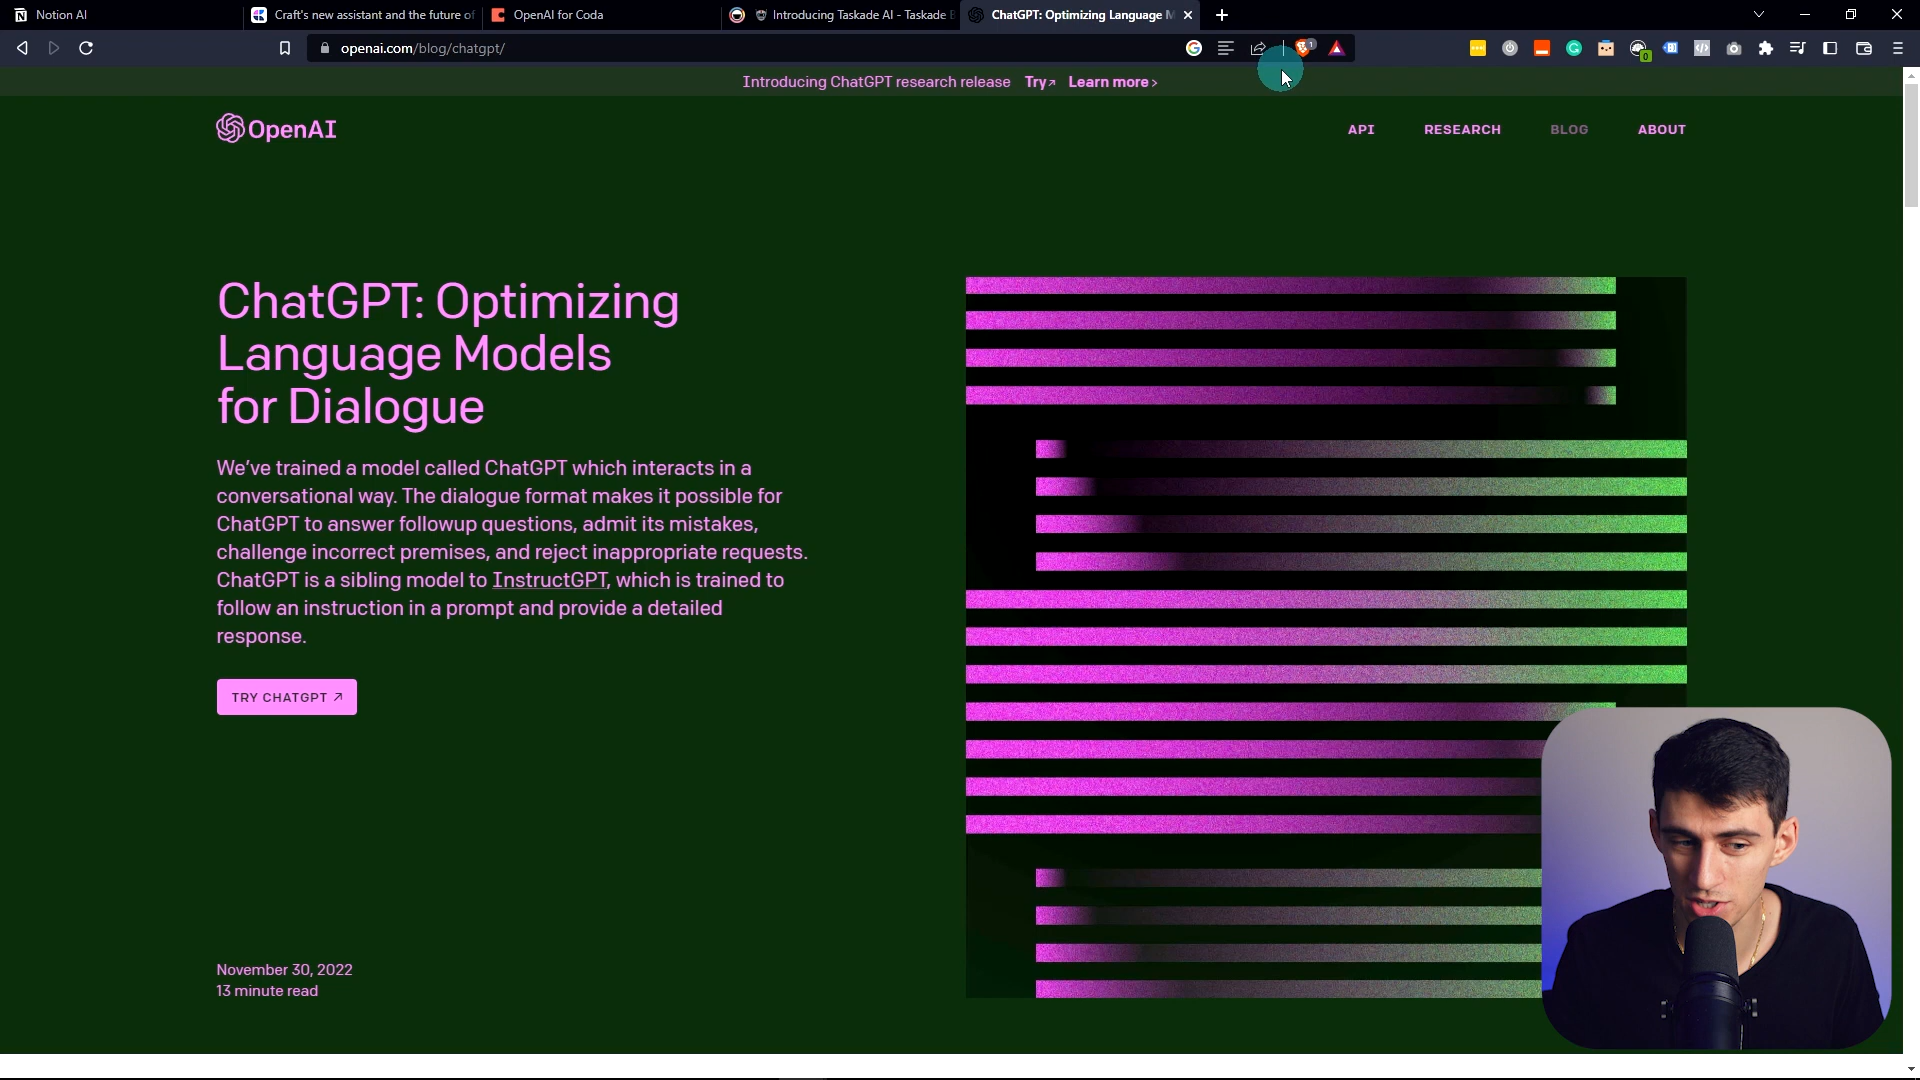 Notion AI
Craft's new assistant and the future of
OpenAI for Coda
Introducing Taskade AI - Taskade B
ChatGPT: Optimizing Language M
openai.com/blog/chatgpt/
1
0
Introducing ChatGPT research release Try↗ Learn more ›
OpenAI
API
RESEARCH
BLOG
ABOUT
ChatGPT: Optimizing
Language Models
for Dialogue
We’ve trained a model called ChatGPT which interacts in a
conversational way. The dialogue format makes it possible for
ChatGPT to answer followup questions, admit its mistakes,
challenge incorrect premises, and reject inappropriate requests.
ChatGPT is a sibling model to InstructGPT, which is trained to
follow an instruction in a prompt and provide a detailed
response.
TRY CHATGPT ↗
November 30, 2022
13 minute read